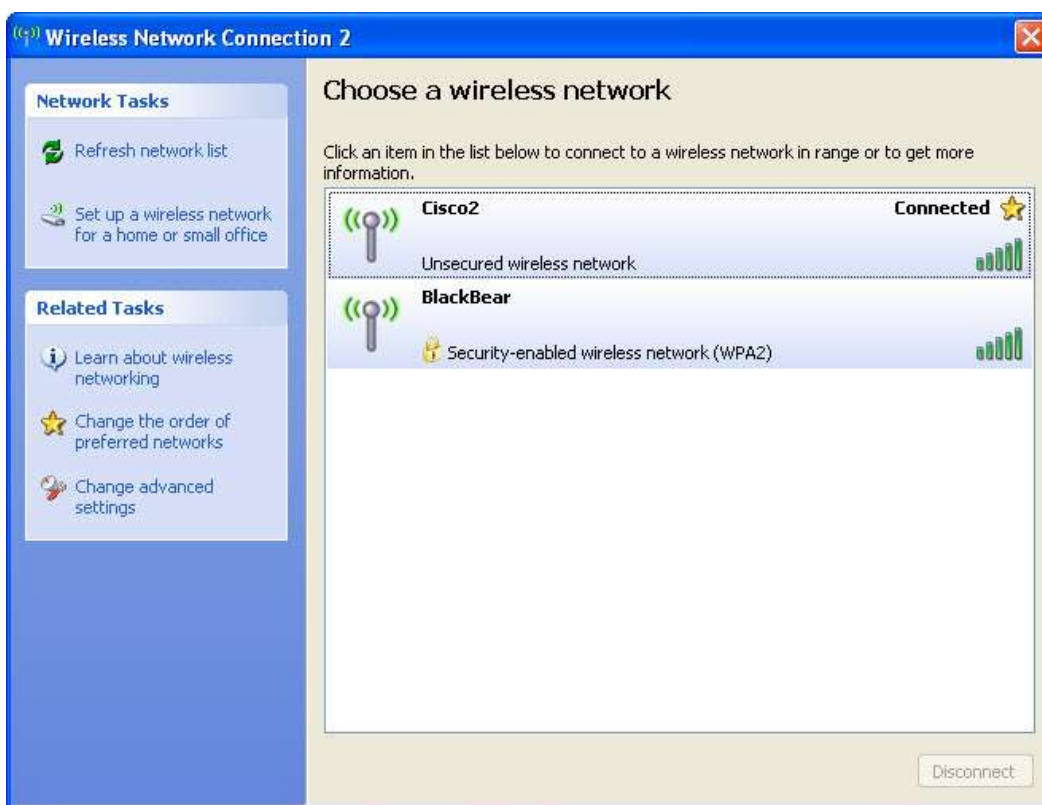 Wireless Network Connection 2
Network Tasks
Refresh network list
Set up a wireless network
for a home or small office
Related Tasks
Learn about wireless
networking
Change the order of
preferred networks
Change advanced
settings
Choose a wireless network
Click an item in the list below to connect to a wireless network in range or to get more
information.
Cisco2 Connected
Unsecured wireless network
BlackBear
Security-enabled wireless network (WPA2)
Disconnect